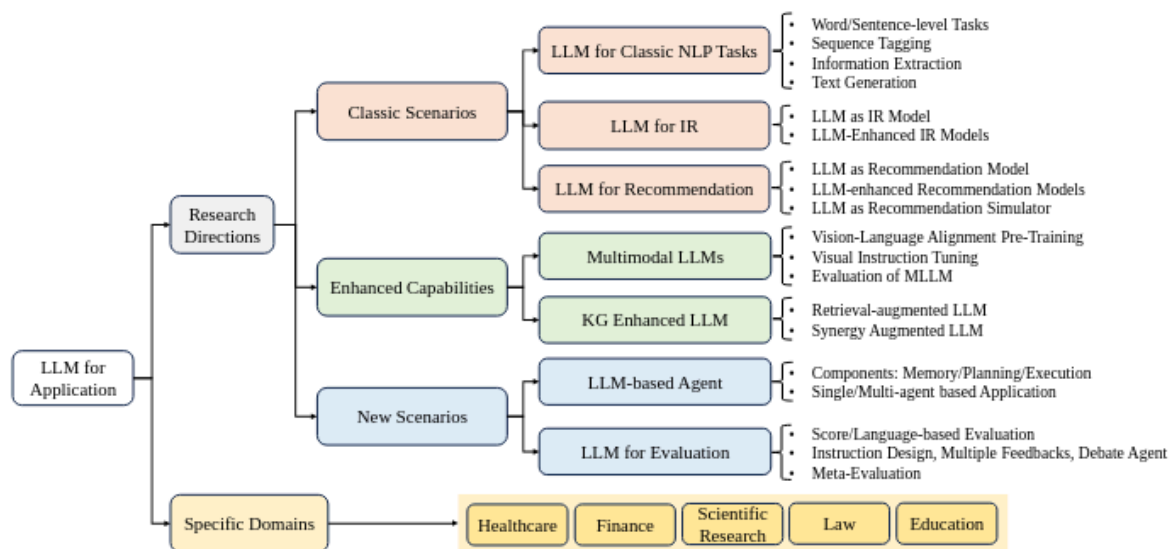 LLM for
Application
Research
Directions
Specific Domains
Classic Scenarios
Enhanced Capabilities
New Scenarios
LLM for Classic NLP Tasks
• Word/Sentence-level Tasks
• Sequence Tagging
• Information Extraction
• Text Generation
LLM for IR
• LLM as IR Model
• LLM-Enhanced IR Models
LLM for Recommendation
• LLM as Recommendation Model
• LLM-enhanced Recommendation Models
• LLM as Recommendation Simulator
Multimodal LLMs
• Vision-Language Alignment Pre-Training
• Visual Instruction Tuning
• Evaluation of MLLM
KG Enhanced LLM
• Retrieval-augmented LLM
• Synergy Augmented LLM
LLM-based Agent
• Components: Memory/Planning/Execution
• Single/Multi-agent based Application
LLM for Evaluation
• Score/Language-based Evaluation
• Instruction Design, Multiple Feedbacks, Debate Agent
• Meta-Evaluation
Healthcare
Finance
Scientific
Research
Law
Education